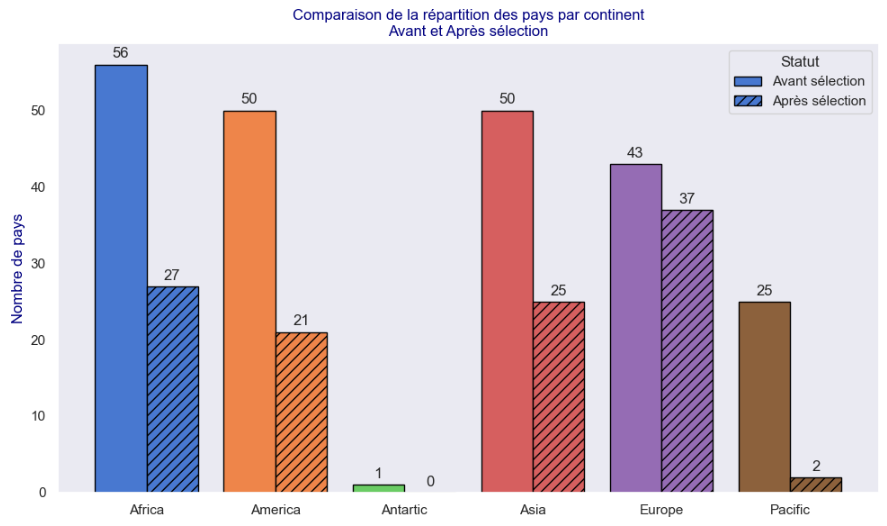 Comparaison de la répartition des pays par continent
Avant et Après sélection
Statut
Avant sélection
Après sélection
Nombre de pays
50
40
30
20
10
0
56
27
50
21
1
0
50
25
43
37
25
2
Africa
America
Antartic
Asia
Europe
Pacific